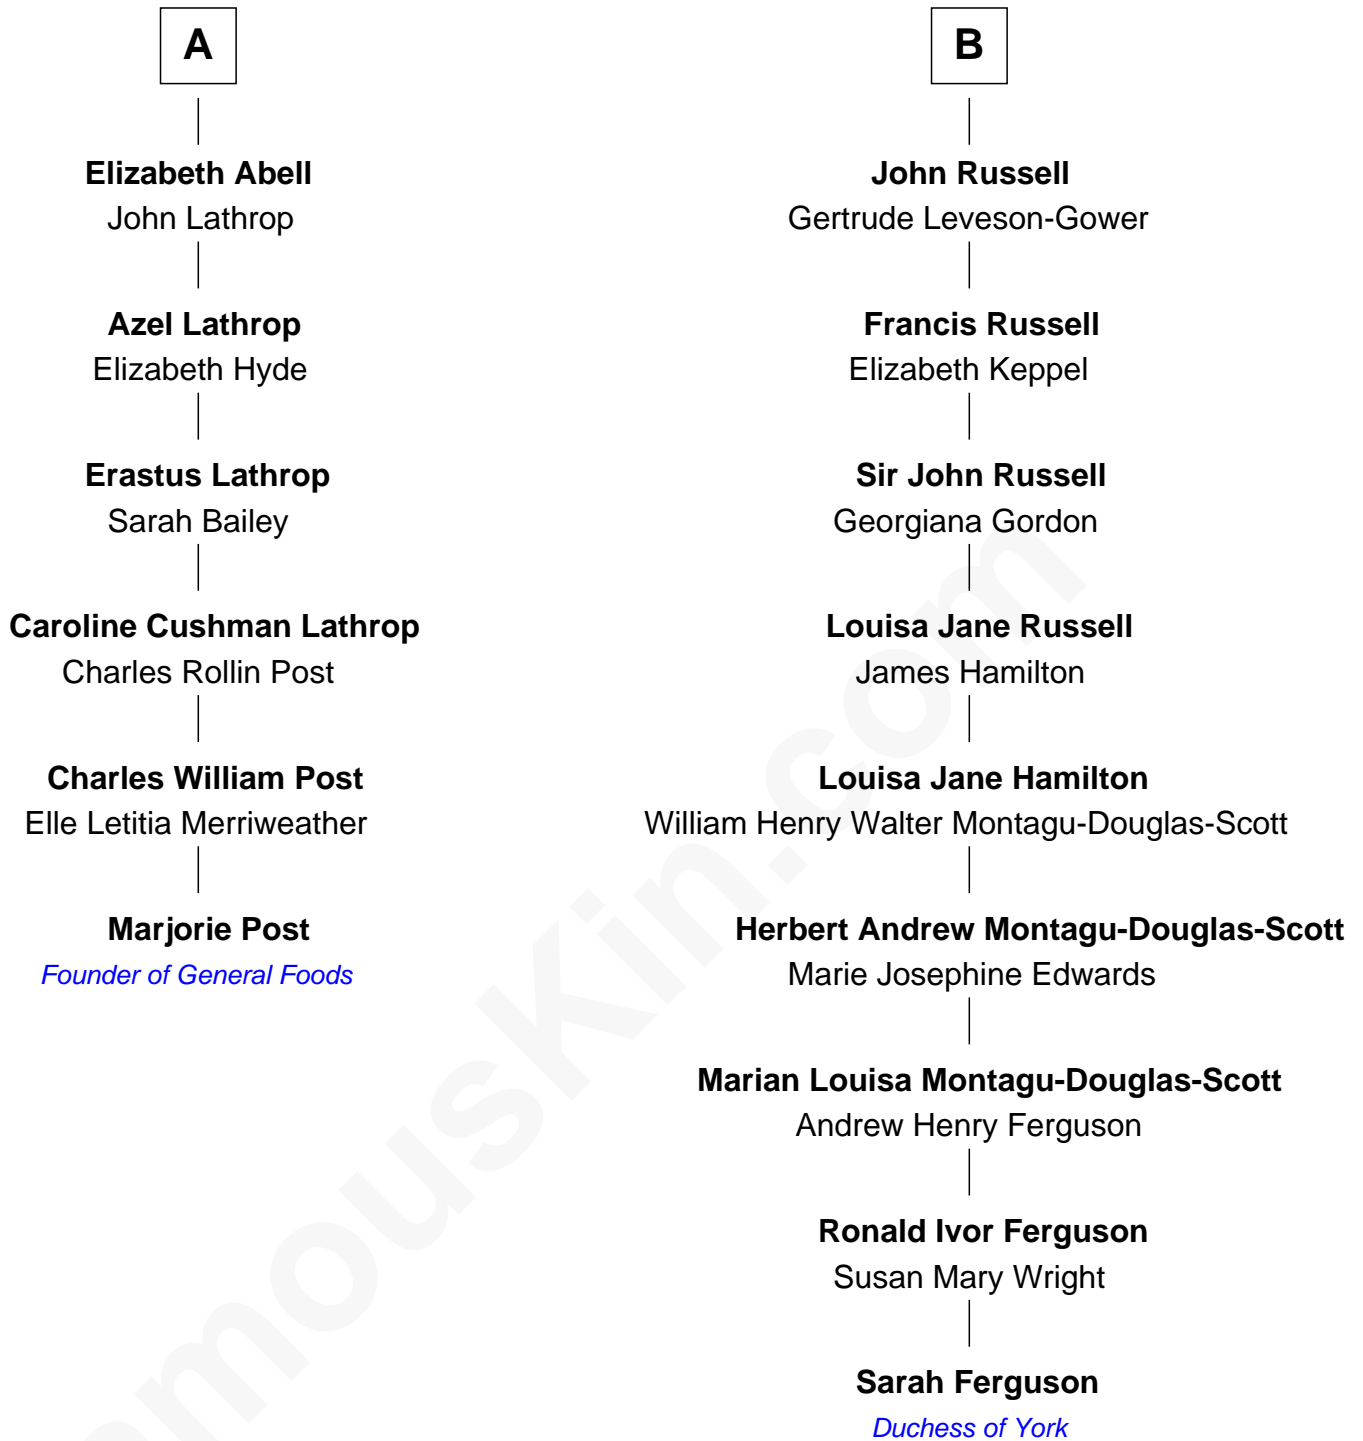 A
Elizabeth Abell
John Lathrop
Azel Lathrop
Elizabeth Hyde
Erastus Lathrop
Sarah Bailey
Caroline Cushman Lathrop
Charles Rollin Post
Charles William Post
Elle Letitia Merriweather
Marjorie Post
Founder of General Foods
B
John Russell
Gertrude Leveson-Gower
Francis Russell
Elizabeth Keppel
Sir John Russell
Georgiana Gordon
Louisa Jane Russell
James Hamilton
Louisa Jane Hamilton
William Henry Walter Montagu-Douglas-Scott
Herbert Andrew Montagu-Douglas-Scott
Marie Josephine Edwards
Marian Louisa Montagu-Douglas-Scott
Andrew Henry Ferguson
Ronald Ivor Ferguson
Susan Mary Wright
Sarah Ferguson
Duchess of York
amouskin.com